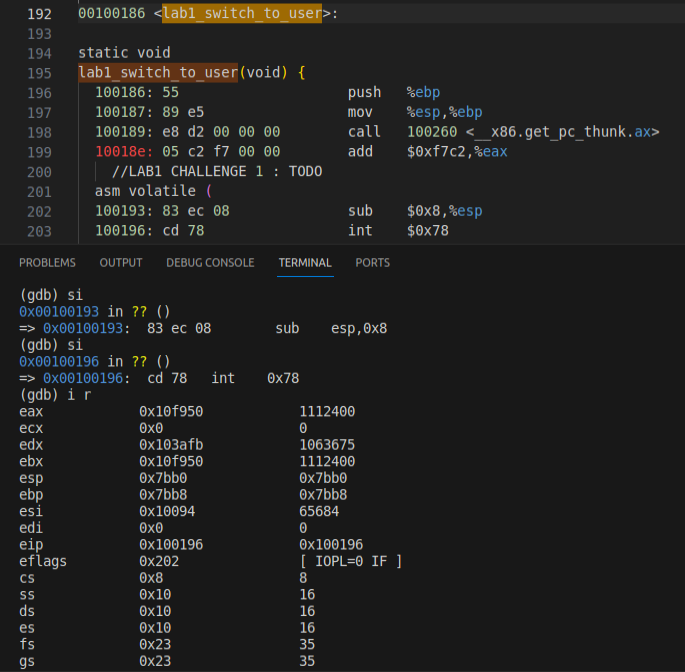 192 00100186 <lab1_switch_to_user>:
193
194 static void
195 lab1_switch_to_user(void) {
196 100186: 55 push %ebp
197 100187: 89 e5 mov %esp,%ebp
198 100189: e8 d2 00 00 00 call 100260 <__x86.get_pc_thunk.ax>
199 10018e: 05 c2 f7 00 00 add $0xf7c2,%eax
200 //LAB1 CHALLENGE 1 : TODO
201 asm volatile (
202 100193: 83 ec 08 sub $0x8,%esp
203 100196: cd 78 int $0x78
PROBLEMS OUTPUT DEBUG CONSOLE TERMINAL PORTS
(gdb) si
0x00100193 in ?? ()
=> 0x00100193: 83 ec 08 sub esp,0x8
(gdb) si
0x00100196 in ?? ()
=> 0x00100196: cd 78 int 0x78
(gdb) i r
eax 0x10f950 1112400
ecx 0x0 0
edx 0x103afb 1063675
ebx 0x10f950 1112400
esp 0x7bb0 0x7bb0
ebp 0x7bb8 0x7bb8
esi 0x10094 65684
edi 0x0 0
eip 0x100196 0x100196
eflags 0x202 [ IOPL=0 IF ]
cs 0x8 8
ss 0x10 16
ds 0x10 16
es 0x10 16
fs 0x23 35
gs 0x23 35